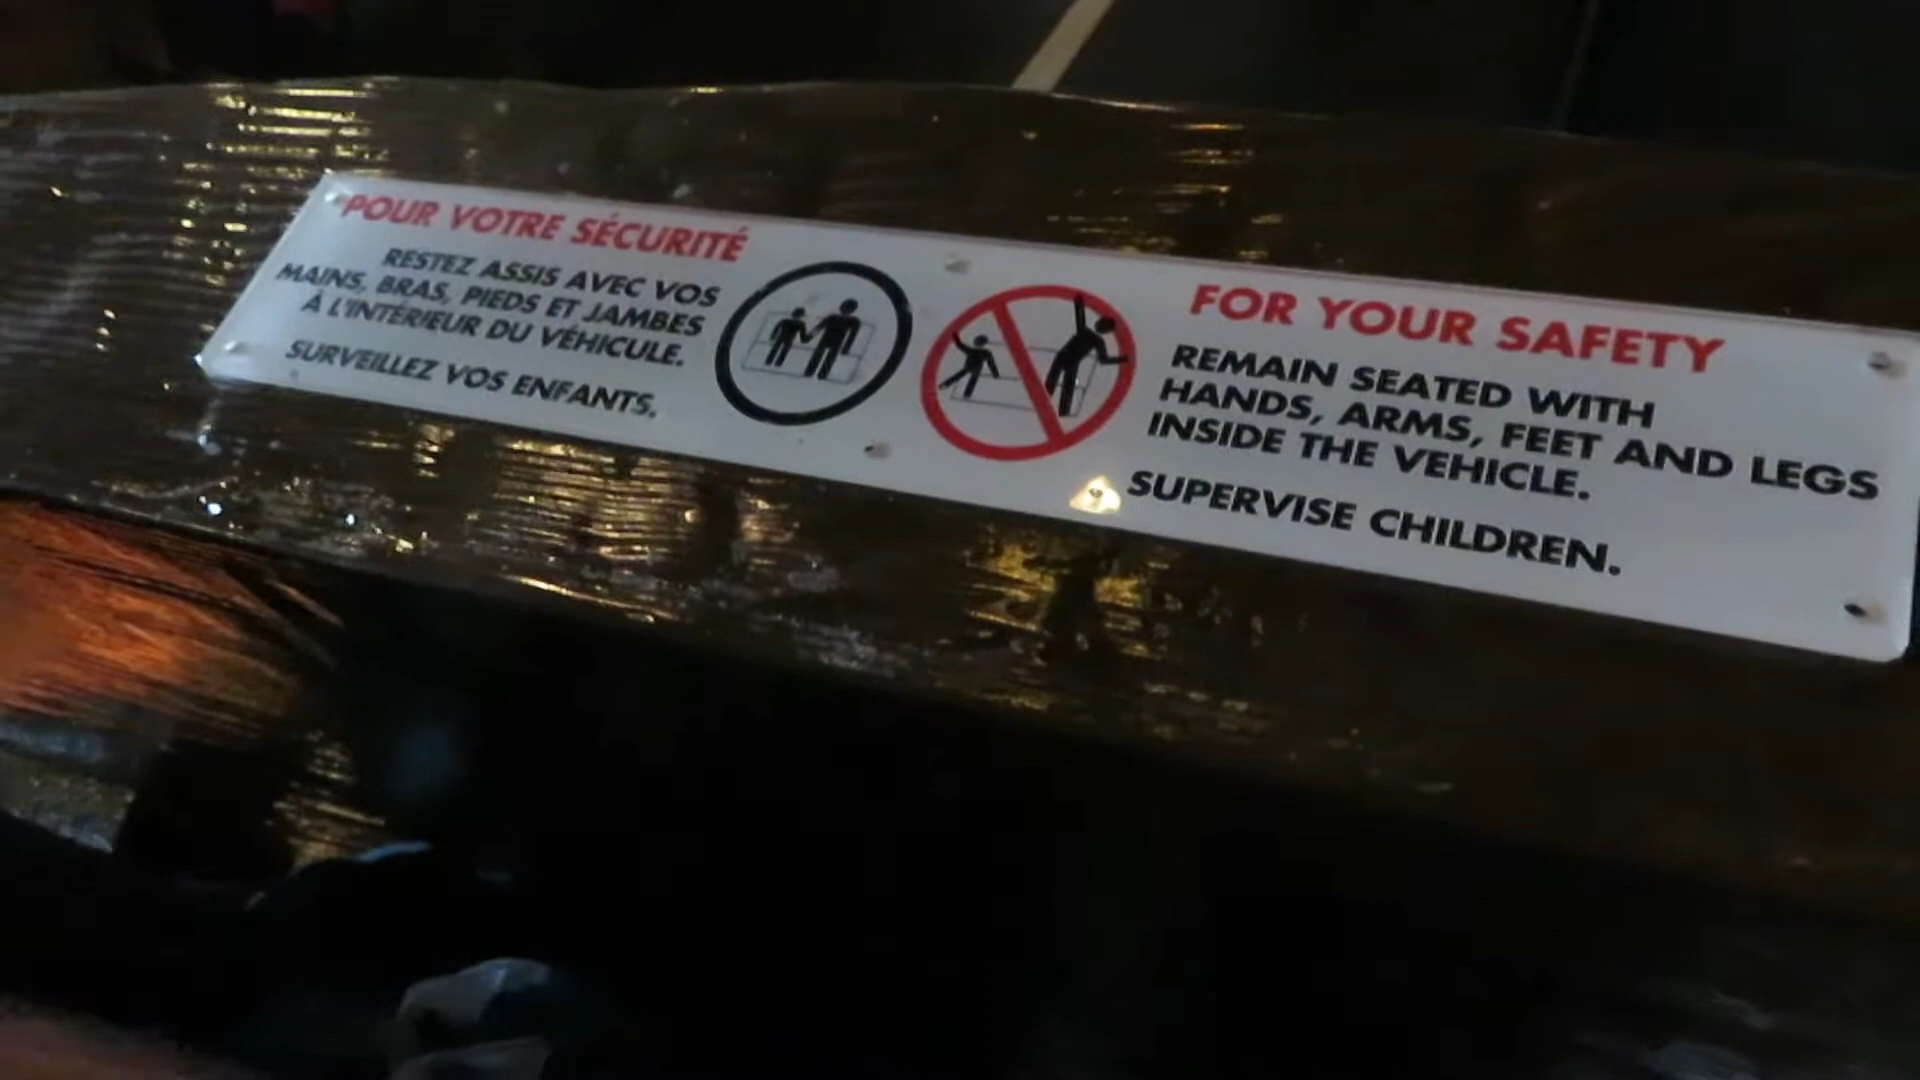 POUR VOTRE SÉCURITÉ
RESTEZ ASSIS AVEC VOS
MAINS, BRAS, PIEDS ET JAMBES
À L'INTÉRIEUR DU VÉHICULE.
SURVEILLEZ VOS ENFANTS.
FOR YOUR SAFETY
REMAIN SEATED WITH
HANDS, ARMS, FEET AND LEGS
INSIDE THE VEHICLE.
SUPERVISE CHILDREN.